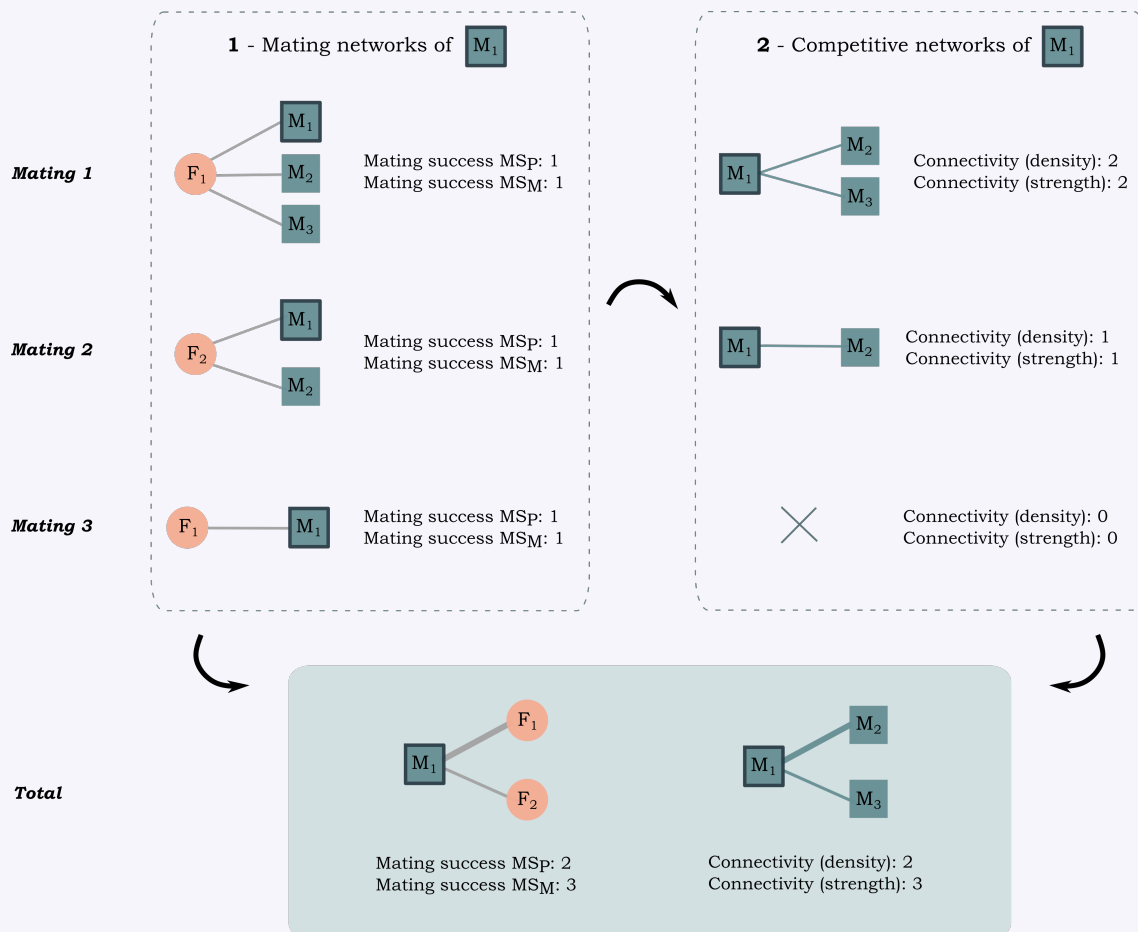 1 - Mating networks of M₁
2 - Competitive networks of M₁
Mating 1
F₁
M₁
M₂
M₃
Mating success MSP: 1
Mating success MSM: 1
M₁
M₂
M₃
Connectivity (density): 2
Connectivity (strength): 2
Mating 2
F₂
M₁
M₂
Mating success MSP: 1
Mating success MSM: 1
M₁
M₂
Connectivity (density): 1
Connectivity (strength): 1
Mating 3
F₁
M₁
Mating success MSP: 1
Mating success MSM: 1
Connectivity (density): 0
Connectivity (strength): 0
Total
M₁
F₁
F₂
Mating success MSP: 2
Mating success MSM: 3
M₁
M₂
M₃
Connectivity (density): 2
Connectivity (strength): 3